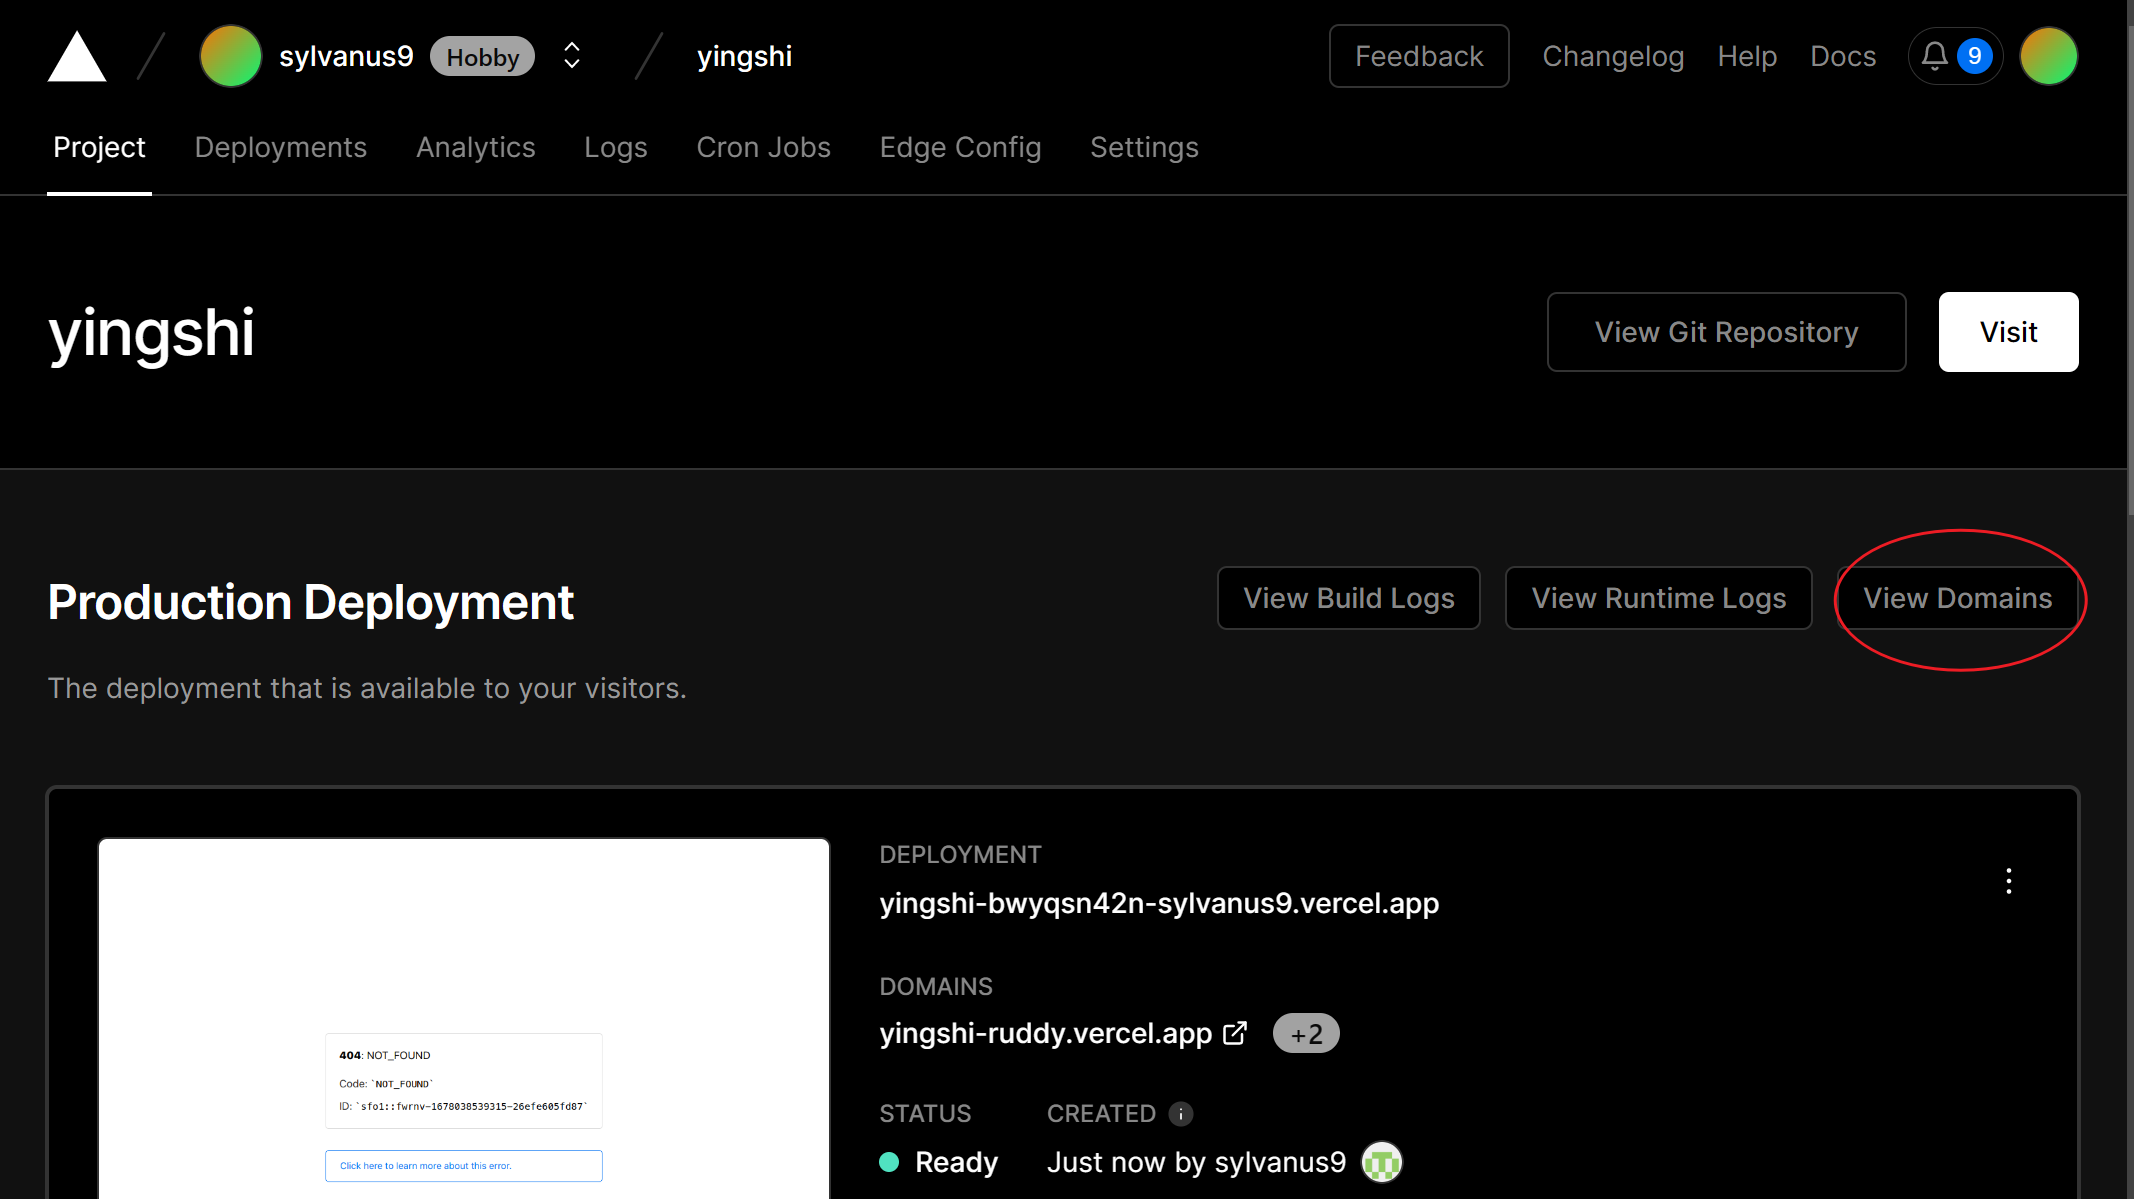 sylvanus9 Hobby yingshi Feedback Changelog Help Docs 9
Project Deployments Analytics Logs Cron Jobs Edge Config Settings
yingshi View Git Repository Visit
Production Deployment View Build Logs View Runtime Logs View Domains
The deployment that is available to your visitors.
DEPLOYMENT
yingshi-bwyqsn42n-sylvanus9.vercel.app
DOMAINS
yingshi-ruddy.vercel.app +2
404: NOT_FOUND
Code: `NOT_FOUND`
ID: `sfo1::fwrnv-1678038539315-26efe605fd87`
Click here to learn more about this error.
STATUS CREATED
Ready Just now by sylvanus9